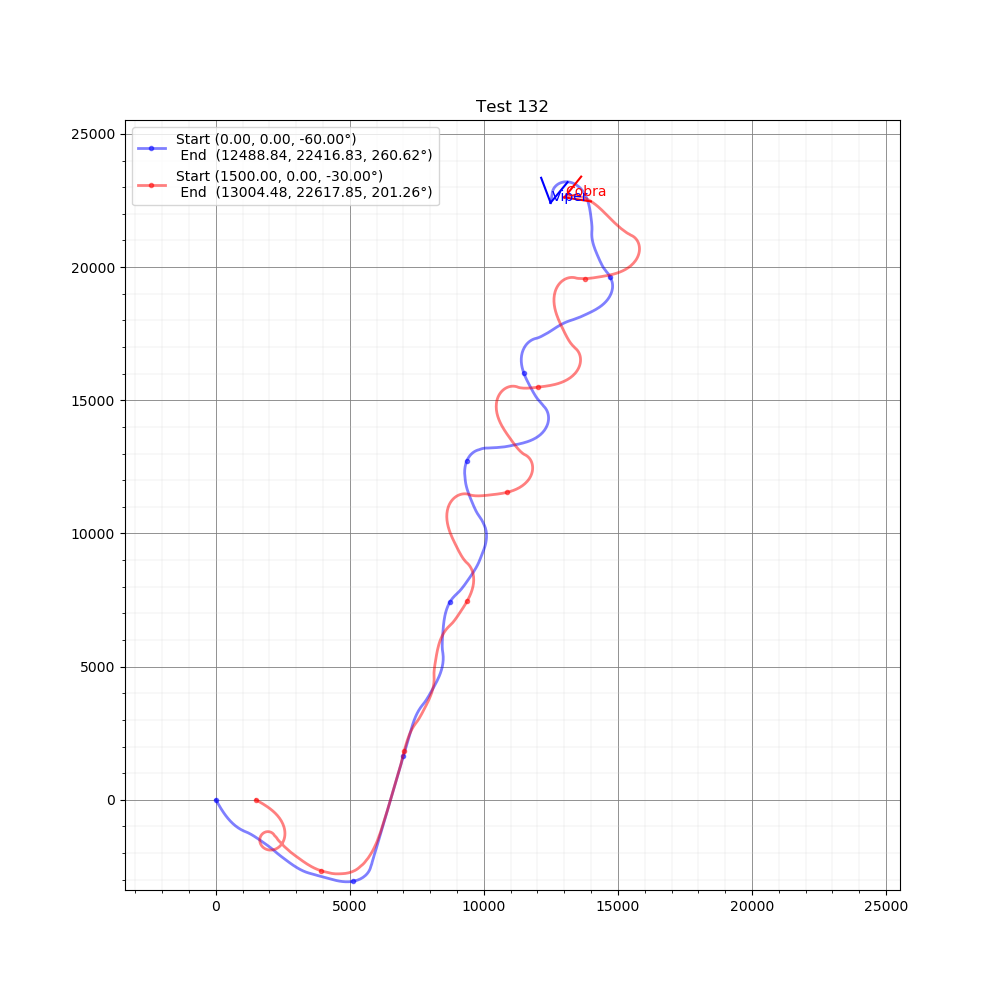 Test 132
Start (0.00, 0.00, -60.00°)
End (12488.84, 22416.83, 260.62°)
Start (1500.00, 0.00, -30.00°)
End (13004.48, 22617.85, 201.26°)
Cobra
Viper
25000
20000
15000
10000
5000
0
0 5000 10000 15000 20000 25000